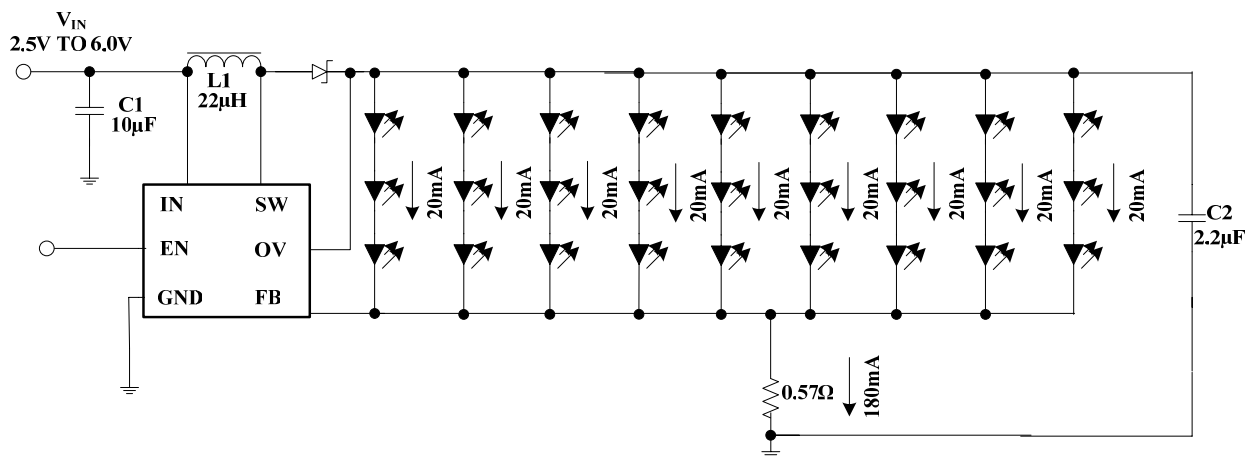 VIN
2.5V TO 6.0V
L1
22μH
C1
10μF
IN
SW
EN
OV
GND
FB
20mA
20mA
20mA
20mA
20mA
20mA
20mA
20mA
20mA
C2
2.2μF
0.57Ω
180mA